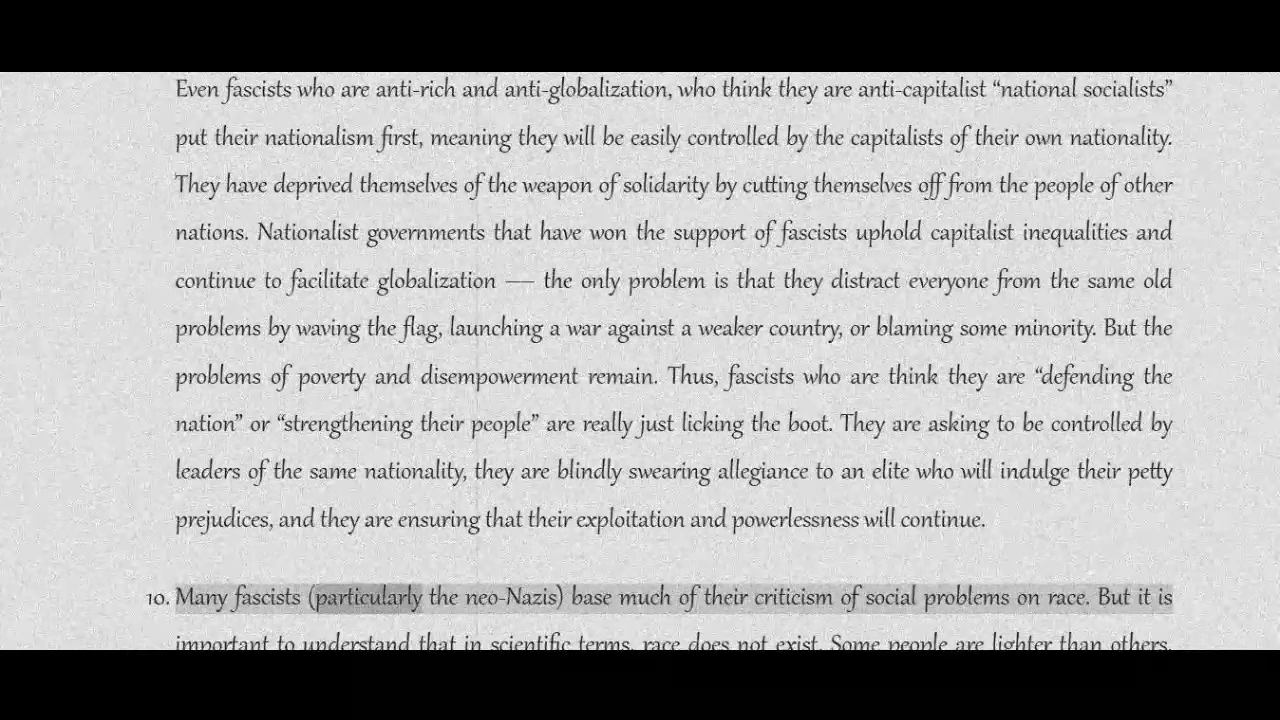 Even fascists who are anti-rich and anti-globalization, who think they are anti-capitalist “national socialists”
put their nationalism first, meaning they will be easily controlled by the capitalists of their own nationality.
They have deprived themselves of the weapon of solidarity by cutting themselves off from the people of other
nations. Nationalist governments that have won the support of fascists uphold capitalist inequalities and
continue to facilitate globalization — the only problem is that they distract everyone from the same old
problems by waving the flag, launching a war against a weaker country, or blaming some minority. But the
problems of poverty and disempowerment remain. Thus, fascists who are think they are “defending the
nation” or “strengthening their people” are really just licking the boot. They are asking to be controlled by
leaders of the same nationality, they are blindly swearing allegiance to an elite who will indulge their petty
prejudices, and they are ensuring that their exploitation and powerlessness will continue.
10. Many fascists (particularly the neo-Nazis) base much of their criticism of social problems on race. But it is
important to understand that in scientific terms, race does not exist. Some people are lighter than others,